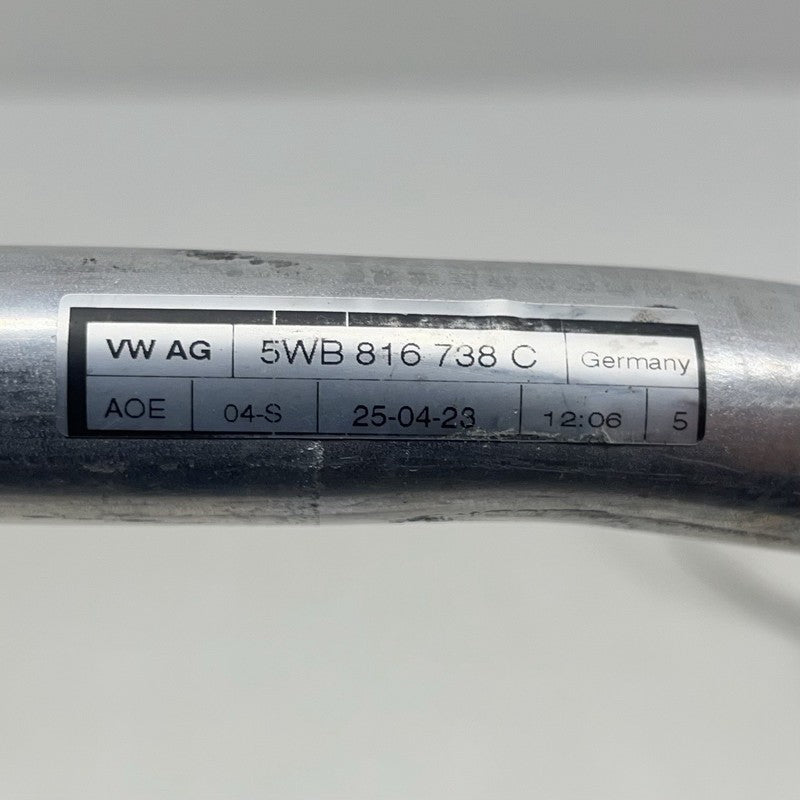 VW AG 5WB 816 738 C Germany
AOE 04-S 25-04-23 12:06 5